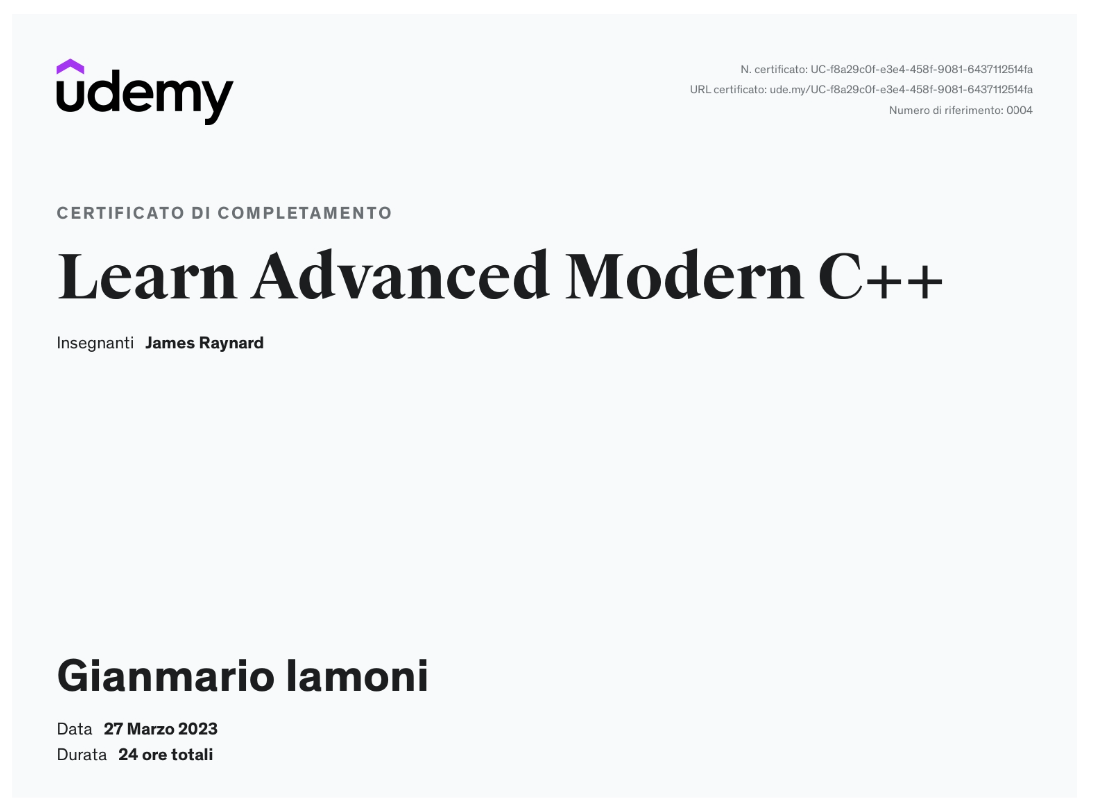 udemy
N. certificato: UC-f8a29c0f-e3e4-458f-9081-6437112514fa
URL certificato: ude.my/UC-f8a29c0f-e3e4-458f-9081-6437112514fa
Numero di riferimento: 0004
CERTIFICATO DI COMPLETAMENTO
Learn Advanced Modern C++
Insegnanti James Raynard
Gianmario Iamoni
Data 27 Marzo 2023
Durata 24 ore totali